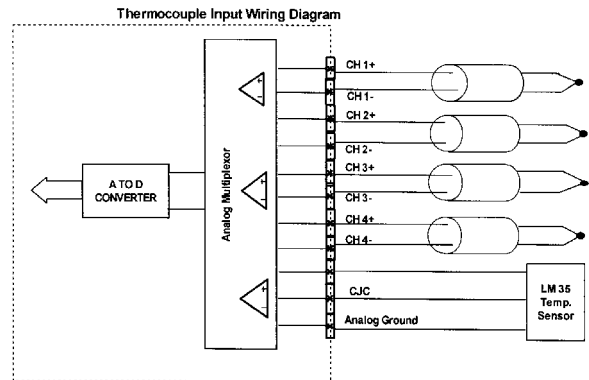 Thermocouple Input Wiring Diagram
CH 1+
CH 1-
CH 2+
CH 2-
CH 3+
CH 3-
CH 4+
CH 4-
CJC
Analog Ground
A TO D
CONVERTER
Analog Multiplexor
+
-
+
-
+
-
LM 35
Temp.
Sensor